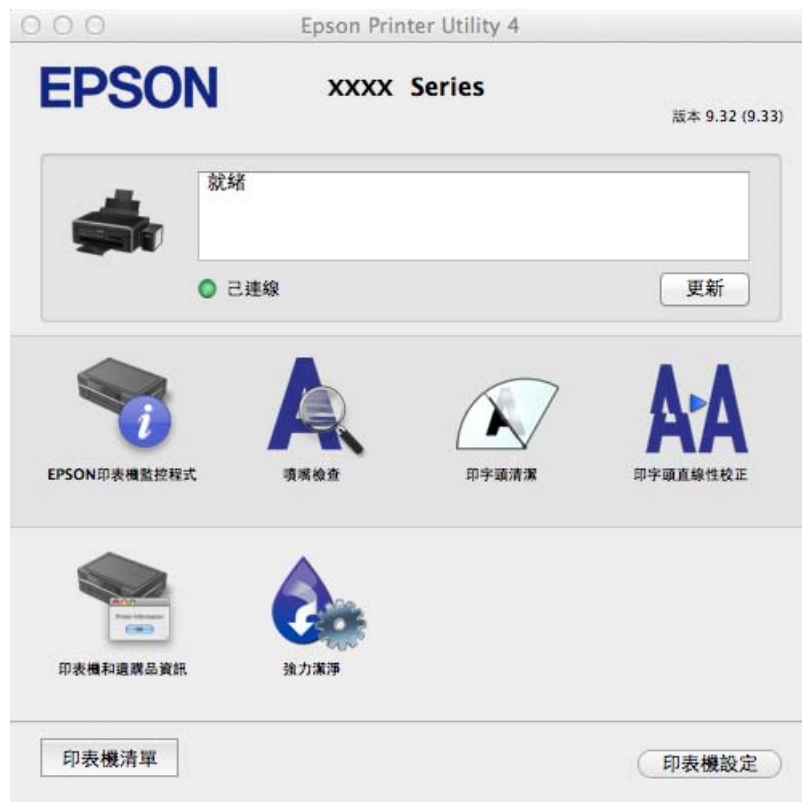 Epson Printer Utility 4
EPSON
XXXX Series
版本 9.32 (9.33)
就緒
已連線
更新
EPSON印表機監控程式
噴嘴檢查
印字頭清潔
印字頭直線性校正
Printer Information
OK
印表機和選購品資訊
強力潔淨
印表機清單
印表機設定